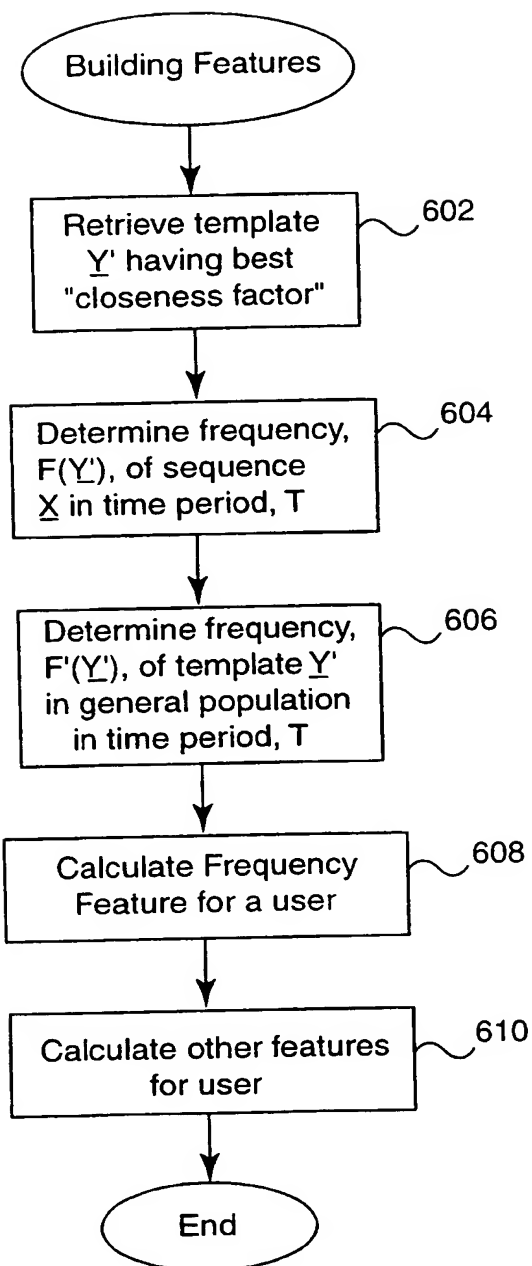 Building Features
602
Retrieve template
Y' having best
"closeness factor"
604
Determine frequency,
F(Y'), of sequence
X in time period, T
606
Determine frequency,
F'(Y'), of template Y'
in general population
in time period, T
608
Calculate Frequency
Feature for a user
610
Calculate other features
for user
End